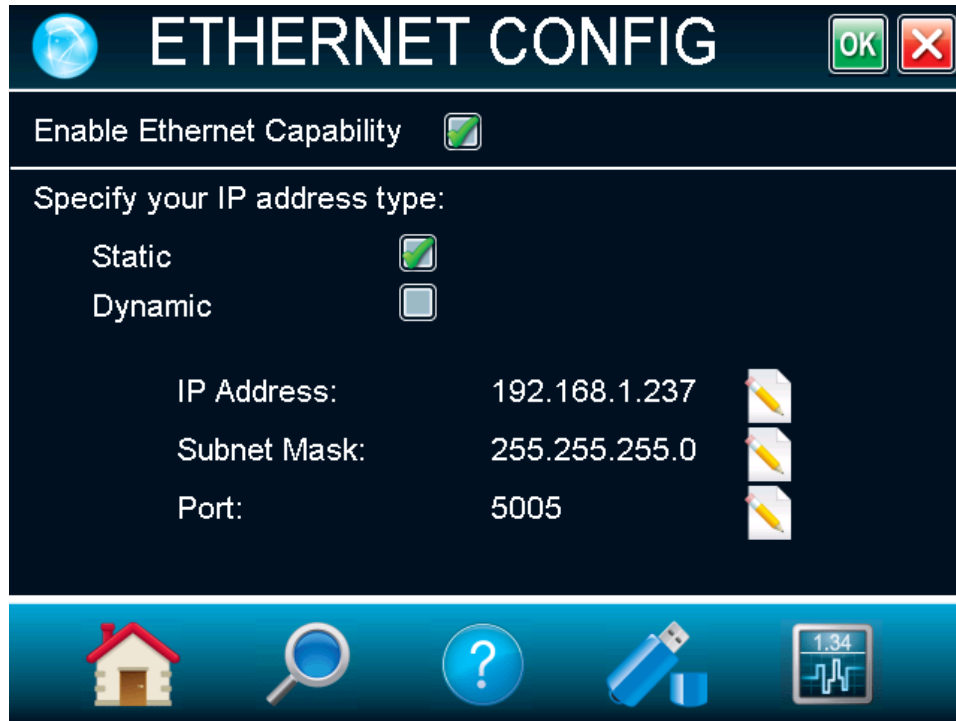 ETHERNET CONFIG OK
Enable Ethernet Capability
Specify your IP address type:
Static
Dynamic
IP Address: 192.168.1.237
Subnet Mask: 255.255.255.0
Port: 5005
?
1.34